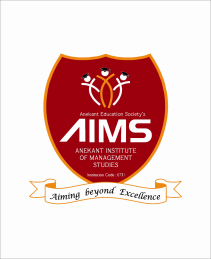 Anekant Education Society's
AIMS
ANEKANT INSTITUTE
OF MANAGEMENT
STUDIES
Aiming beyond Excellence